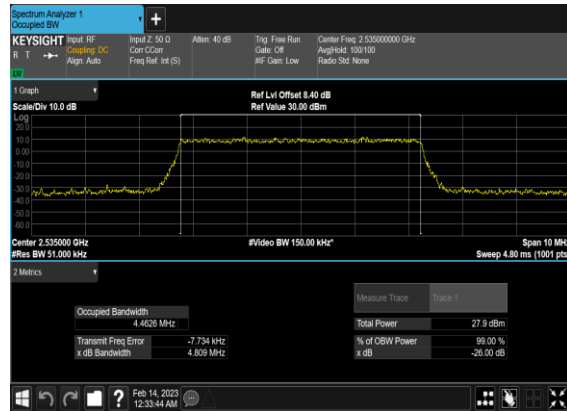 Spectrum Analyzer 1
Occupied BW
+
KEYSIGHT Input: RF Input Z: 50 Ω Atten: 40 dB Trig: Free Run Center Freq: 2.535000000 GHz
R T Coupling: DC Corr CCorr Gate: Off Avg|Hold: 100/100
Align: Auto Freq Ref: Int (S) #IF Gain: Low Radio Std: None
LW
1 Graph
Ref Lvl Offset 8.40 dB
Scale/Div 10.0 dB Ref Value 30.00 dBm
Log
20.0
10.0
0.00
-10.0
-20.0
-30.0
-40.0
-50.0
-60.0
Center 2.535000 GHz #Video BW 150.00 kHz* Span 10 MHz
#Res BW 51.000 kHz Sweep 4.80 ms (1001 pts
2 Metrics
Measure Trace Trace 1
Occupied Bandwidth
4.4626 MHz Total Power 27.9 dBm
Transmit Freq Error -7.734 kHz % of OBW Power 99.00 %
x dB Bandwidth 4.809 MHz x dB -26.00 dB
? Feb 14, 2023
12:33:44 AM